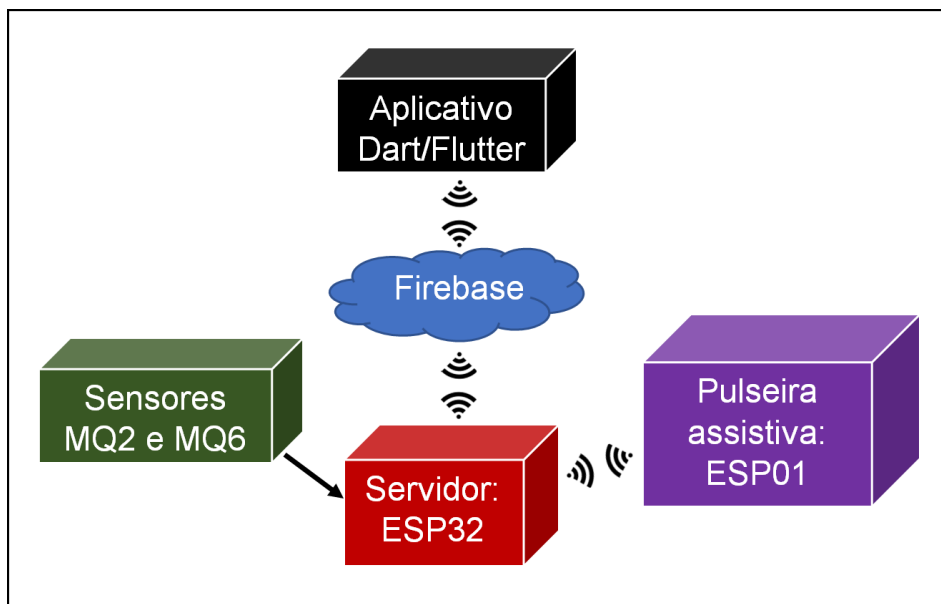 Aplicativo
Dart/Flutter
Firebase
Sensores
MQ2 e MQ6
Servidor:
ESP32
Pulseira
assistiva:
ESP01